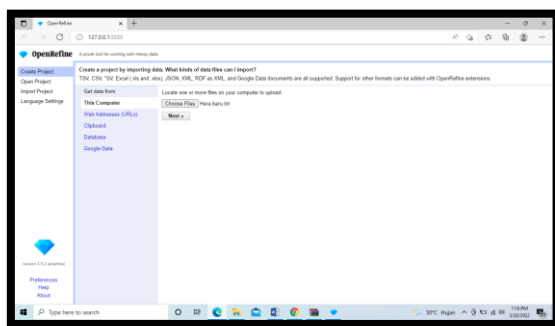 OpenRefine
127.0.0.1:3333
OpenRefine A power tool for working with messy data.
Create Project
Open Project
Import Project
Language Settings
Create a project by importing data. What kinds of data files can I import?
TSV, CSV, *SV, Excel (.xls and .xlsx), JSON, XML, RDF as XML, and Google Data documents are all supported. Support for other formats can be added with OpenRefine extensions.
Get data from
This Computer
Web Addresses (URLs)
Clipboard
Database
Google Data
Locate one or more files on your computer to upload:
Choose Files Hera baru.txt
Next »
Preferences
Help
About
Type here to search
30°C Hujan